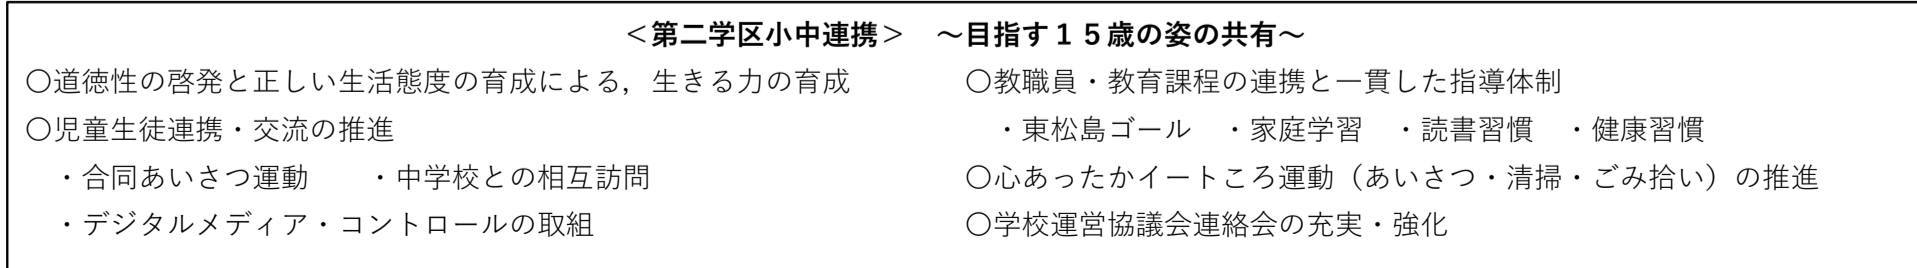 ＜第二学区小中連携＞　～目指す１５歳の姿の共有～
〇道徳性の啓発と正しい生活態度の育成による，生きる力の育成
〇児童生徒連携・交流の推進
・合同あいさつ運動　　・中学校との相互訪問
・デジタルメディア・コントロールの取組
〇教職員・教育課程の連携と一貫した指導体制
・東松島ゴール　・家庭学習　・読書習慣　・健康習慣
〇心あったかイートころ運動（あいさつ・清掃・ごみ拾い）の推進
〇学校運営協議会連絡会の充実・強化